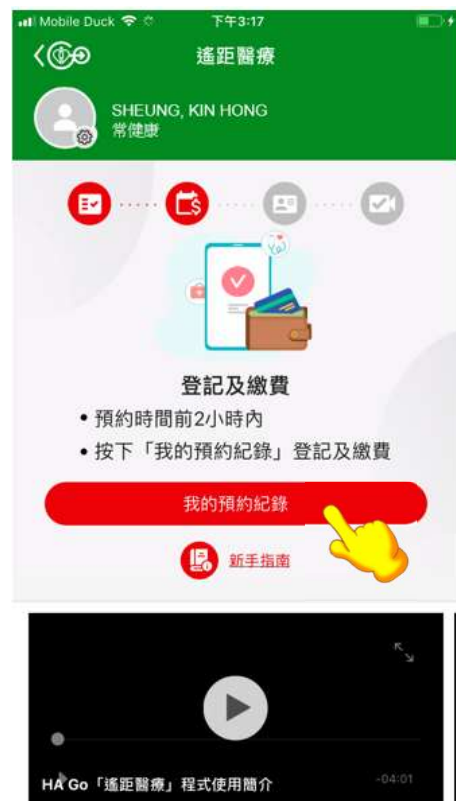 Mobile Duck
下午3:17
遙距醫療
SHEUNG, KIN HONG
常健康
Yo!
登記及繳費
• 預約時間前2小時內
• 按下「我的預約紀錄」登記及繳費
我的預約紀錄
新手指南
HA Go「遙距醫療」程式使用簡介
-04:01